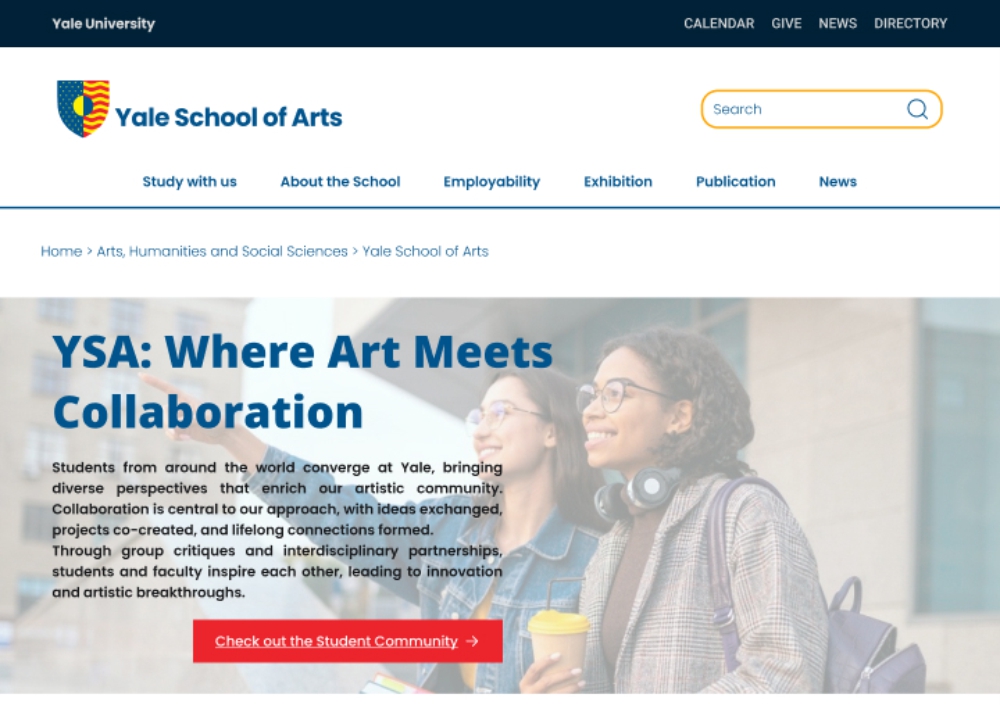 Yale University
CALENDAR GIVE NEWS DIRECTORY
Yale School of Arts
Search
Study with us About the School Employability Exhibition Publication News
Home > Arts, Humanities and Social Sciences > Yale School of Arts
YSA: Where Art Meets
Collaboration
Students from around the world converge at Yale, bringing
diverse perspectives that enrich our artistic community.
Collaboration is central to our approach, with ideas exchanged,
projects co-created, and lifelong connections formed.
Through group critiques and interdisciplinary partnerships,
students and faculty inspire each other, leading to innovation
and artistic breakthroughs.
Check out the Student Community →